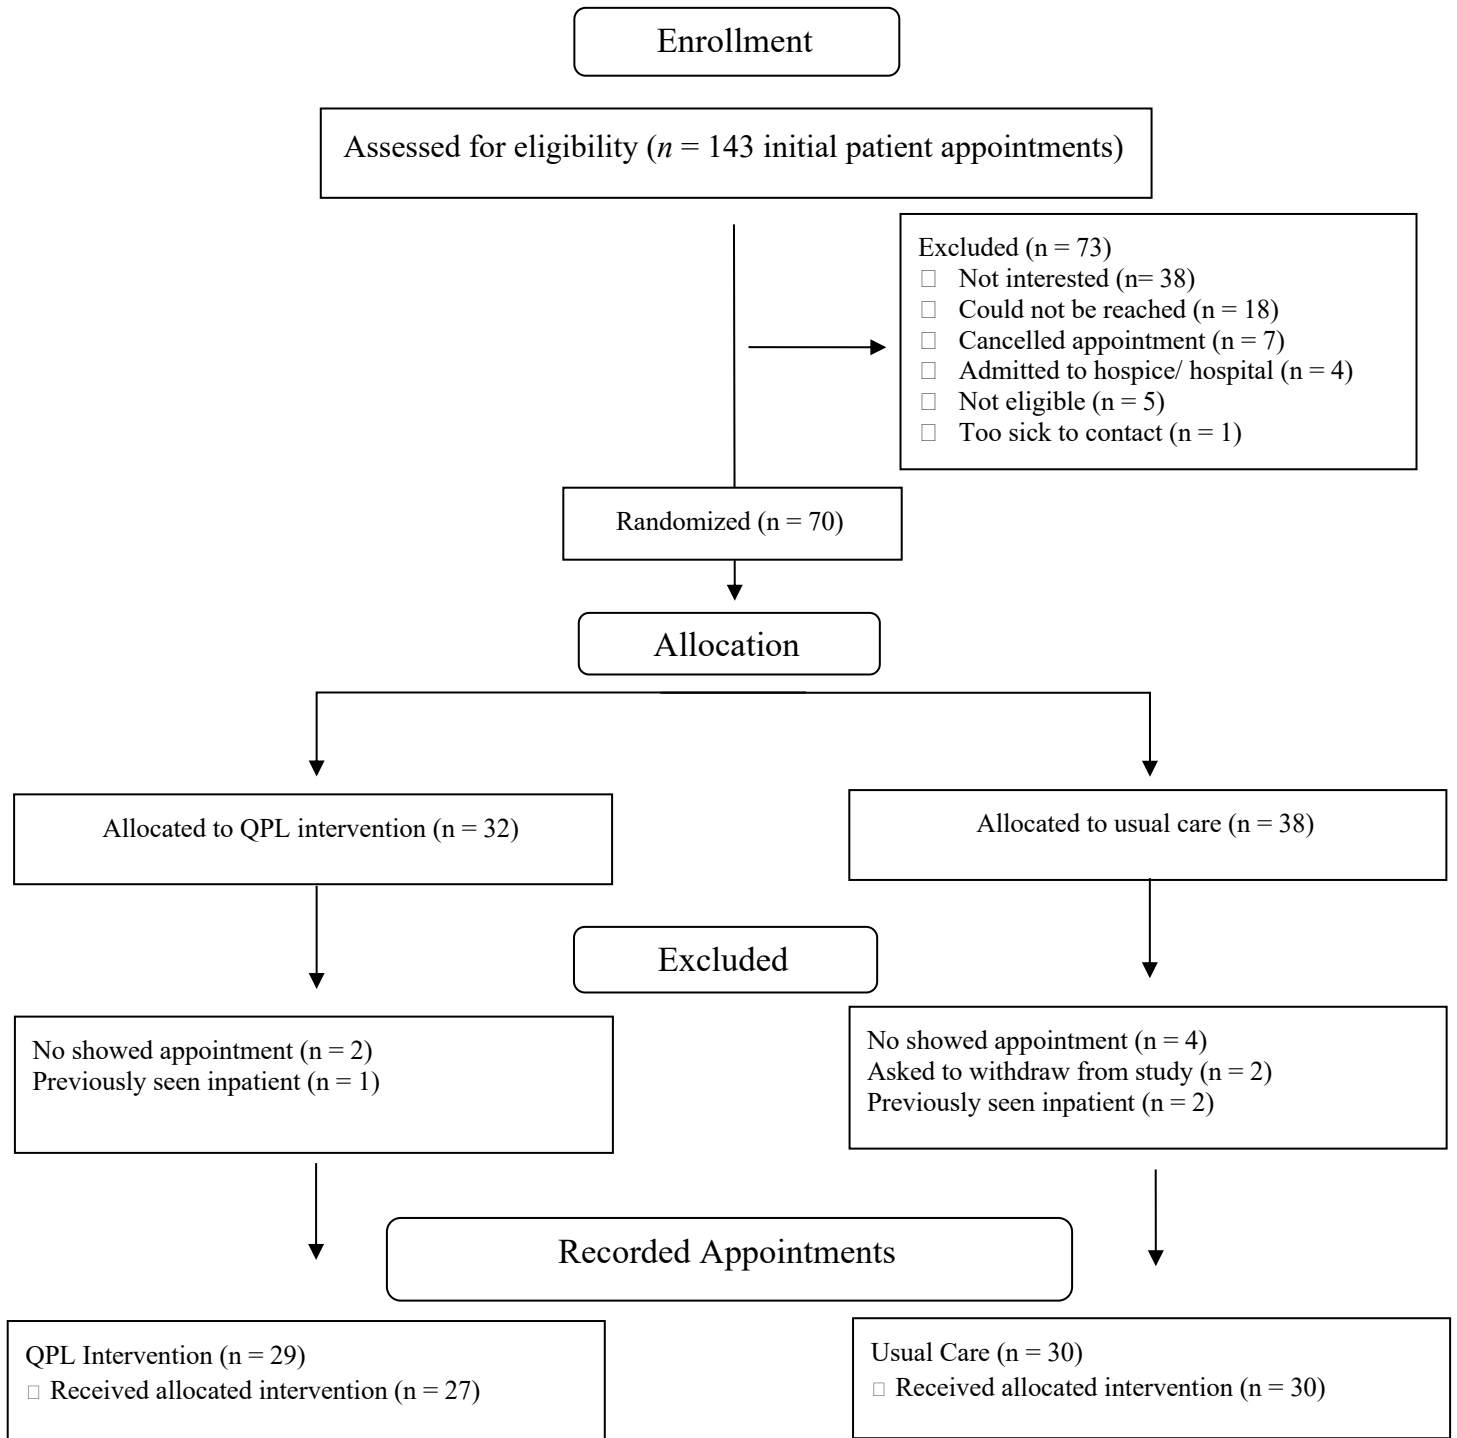 Enrollment
Assessed for eligibility (n = 143 initial patient appointments)
Excluded (n = 73)
Not interested (n= 38)
Could not be reached (n = 18)
Cancelled appointment (n = 7)
Admitted to hospice/ hospital (n = 4)
Not eligible (n = 5)
Too sick to contact (n = 1)
Randomized (n = 70)
Allocation
Allocated to QPL intervention (n = 32)
Allocated to usual care (n = 38)
Excluded
No showed appointment (n = 2)
Previously seen inpatient (n = 1)
No showed appointment (n = 4)
Asked to withdraw from study (n = 2)
Previously seen inpatient (n = 2)
Recorded Appointments
QPL Intervention (n = 29)
Received allocated intervention (n = 27)
Usual Care (n = 30)
Received allocated intervention (n = 30)